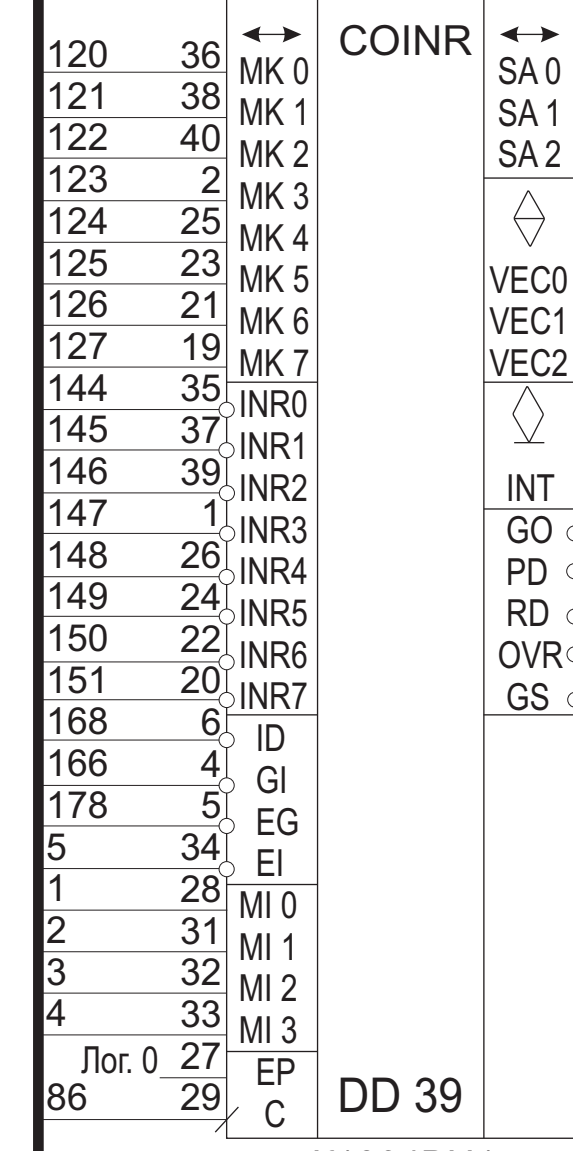 COINR
120 36 MK 0 SA 0
121 38 MK 1 SA 1
122 40 MK 2 SA 2
123 2 MK 3
124 25 MK 4
125 23 MK 5 VEC0
126 21 MK 6 VEC1
127 19 MK 7 VEC2
144 35 INR0
145 37 INR1
146 39 INR2 INT
147 1 INR3 GO
148 26 INR4 PD
149 24 INR5 RD
150 22 INR6 OVR
151 20 INR7 GS
168 6 ID
166 4 GI
178 5 EG
5 34 EI
1 28 MI 0
2 31 MI 1
3 32 MI 2
4 33 MI 3
Лог. 0 27 EP
86 29 C DD 39